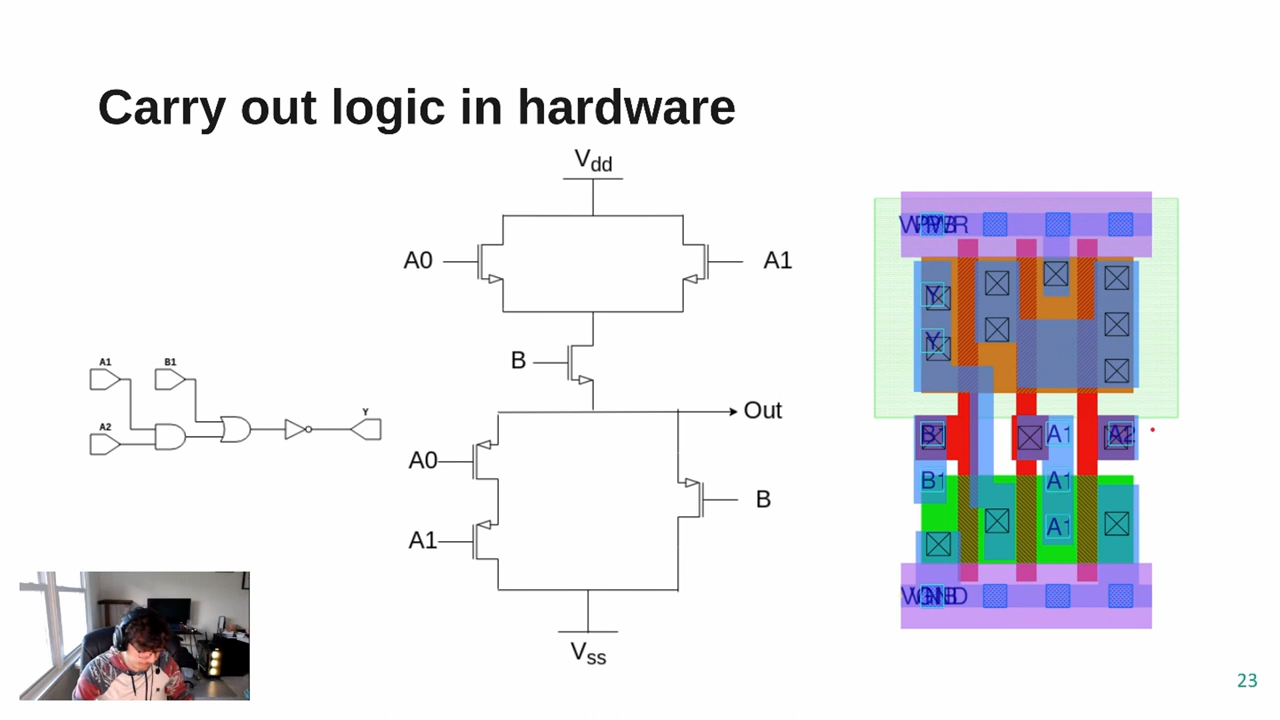 Carry out logic in hardware
Vdd
A0
A1
B
Out
A0
A1
B
Vss
A1
B1
A2
Y
Y
Y
B1
A1
A2
B1
A1
A1
23